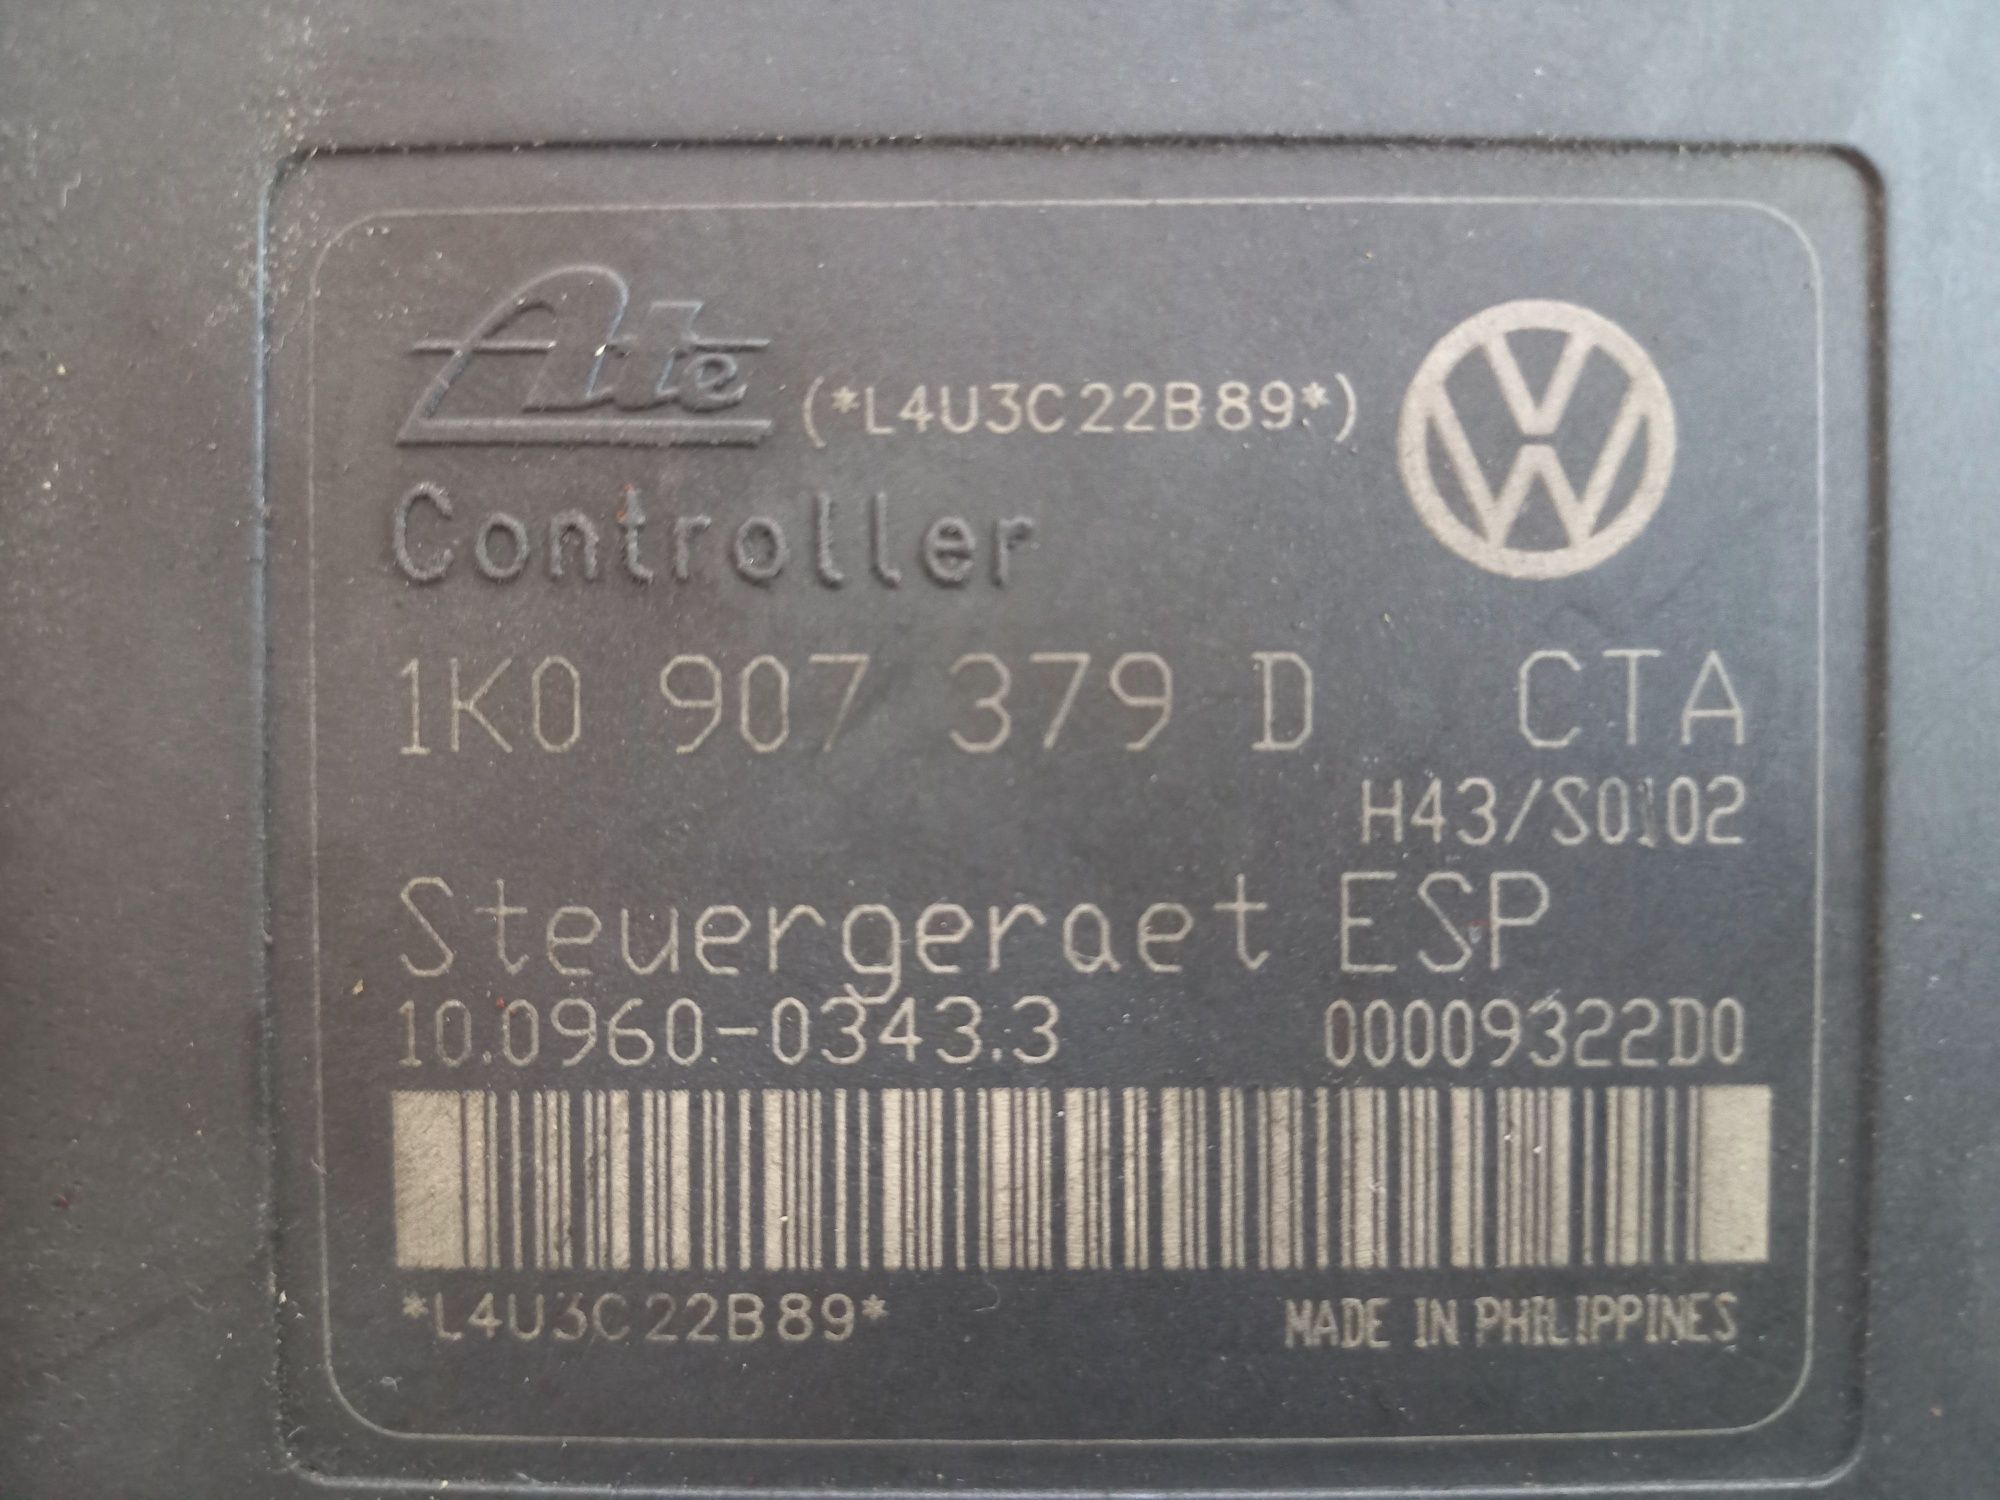 Ate (*L4U3C22B89*)
Controller
1K0 907 379 D CTA
H43/S0102
Steuergeraet ESP
10.0960-0343.3 00009322D0
*L4U3C22B89* MADE IN PHILIPPINES